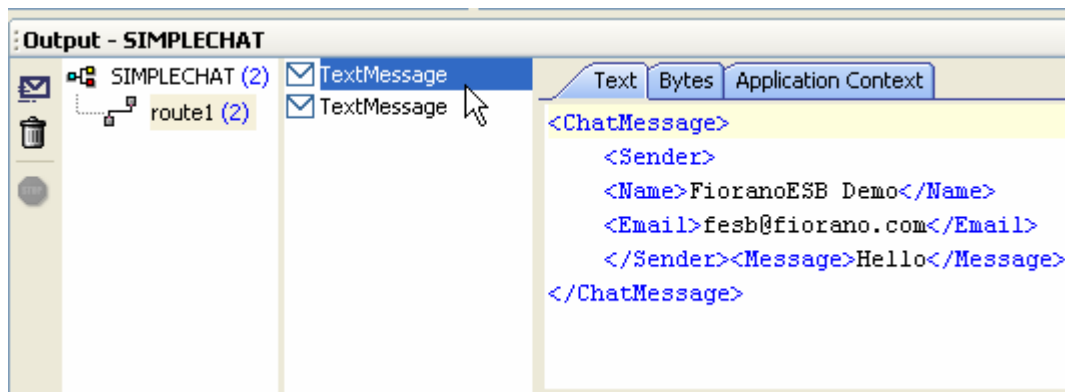 Output - SIMPLECHAT
SIMPLECHAT (2)
route1 (2)
STOP
TextMessage
TextMessage
Text Bytes Application Context
<ChatMessage>
<Sender>
<Name>FioranoESB Demo</Name>
<Email>fesb@fiorano.com</Email>
</Sender><Message>Hello</Message>
</ChatMessage>